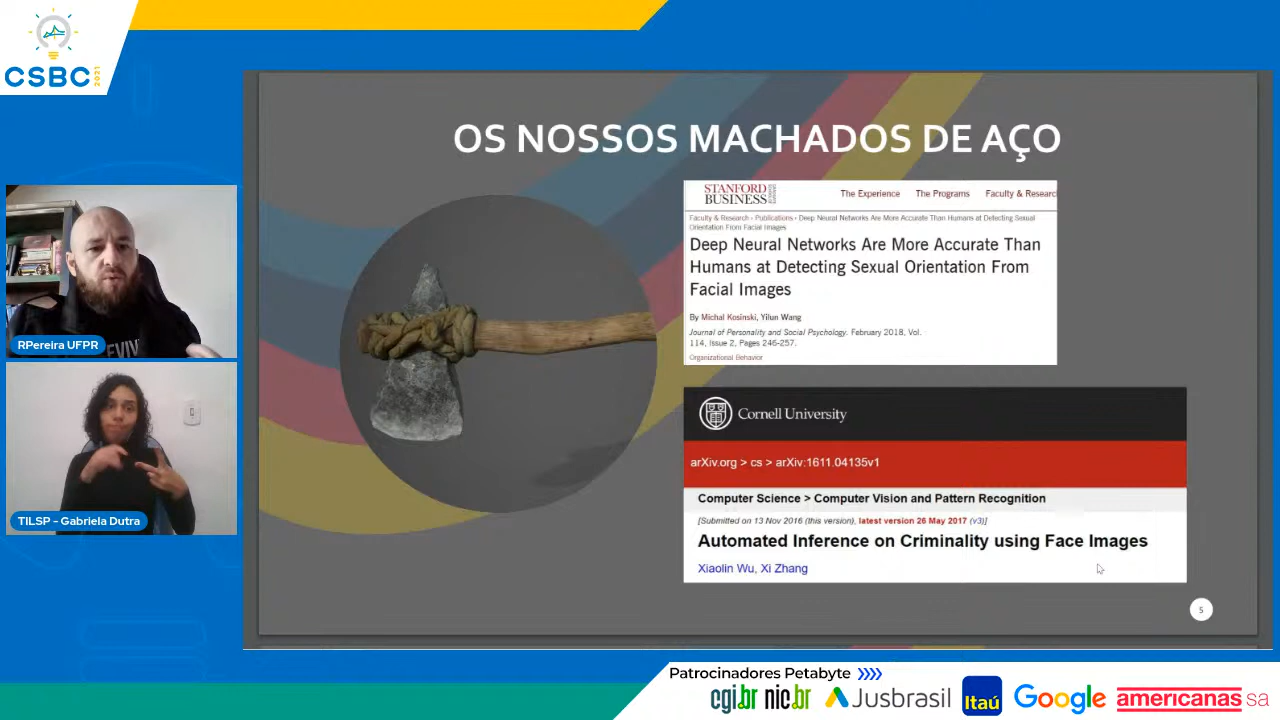 CSBC 2021
OS NOSSOS MACHADOS DE AÇO
STANFORD
BUSINESS
The Experience The Programs Faculty & Researc
Faculty & Research › Publications › Deep Neural Networks Are More Accurate Than Humans at Detecting Sexual
Orientation From Facial Images
Deep Neural Networks Are More Accurate Than
Humans at Detecting Sexual Orientation From
Facial Images
By Michal Kosinski, Yilun Wang
Journal of Personality and Social Psychology. February 2018, Vol.
114, Issue 2, Pages 246-257.
Organizational Behavior
Cornell University
arXiv.org > cs > arXiv:1611.04135v1
Computer Science > Computer Vision and Pattern Recognition
[Submitted on 13 Nov 2016 (this version), latest version 26 May 2017 (v3)]
Automated Inference on Criminality using Face Images
Xiaolin Wu, Xi Zhang
5
RPereira UFPR
TILSP - Gabriela Dutra
Patrocinadores Petabyte
cgi.br nic.br Jusbrasil Itaú Google americanas sa